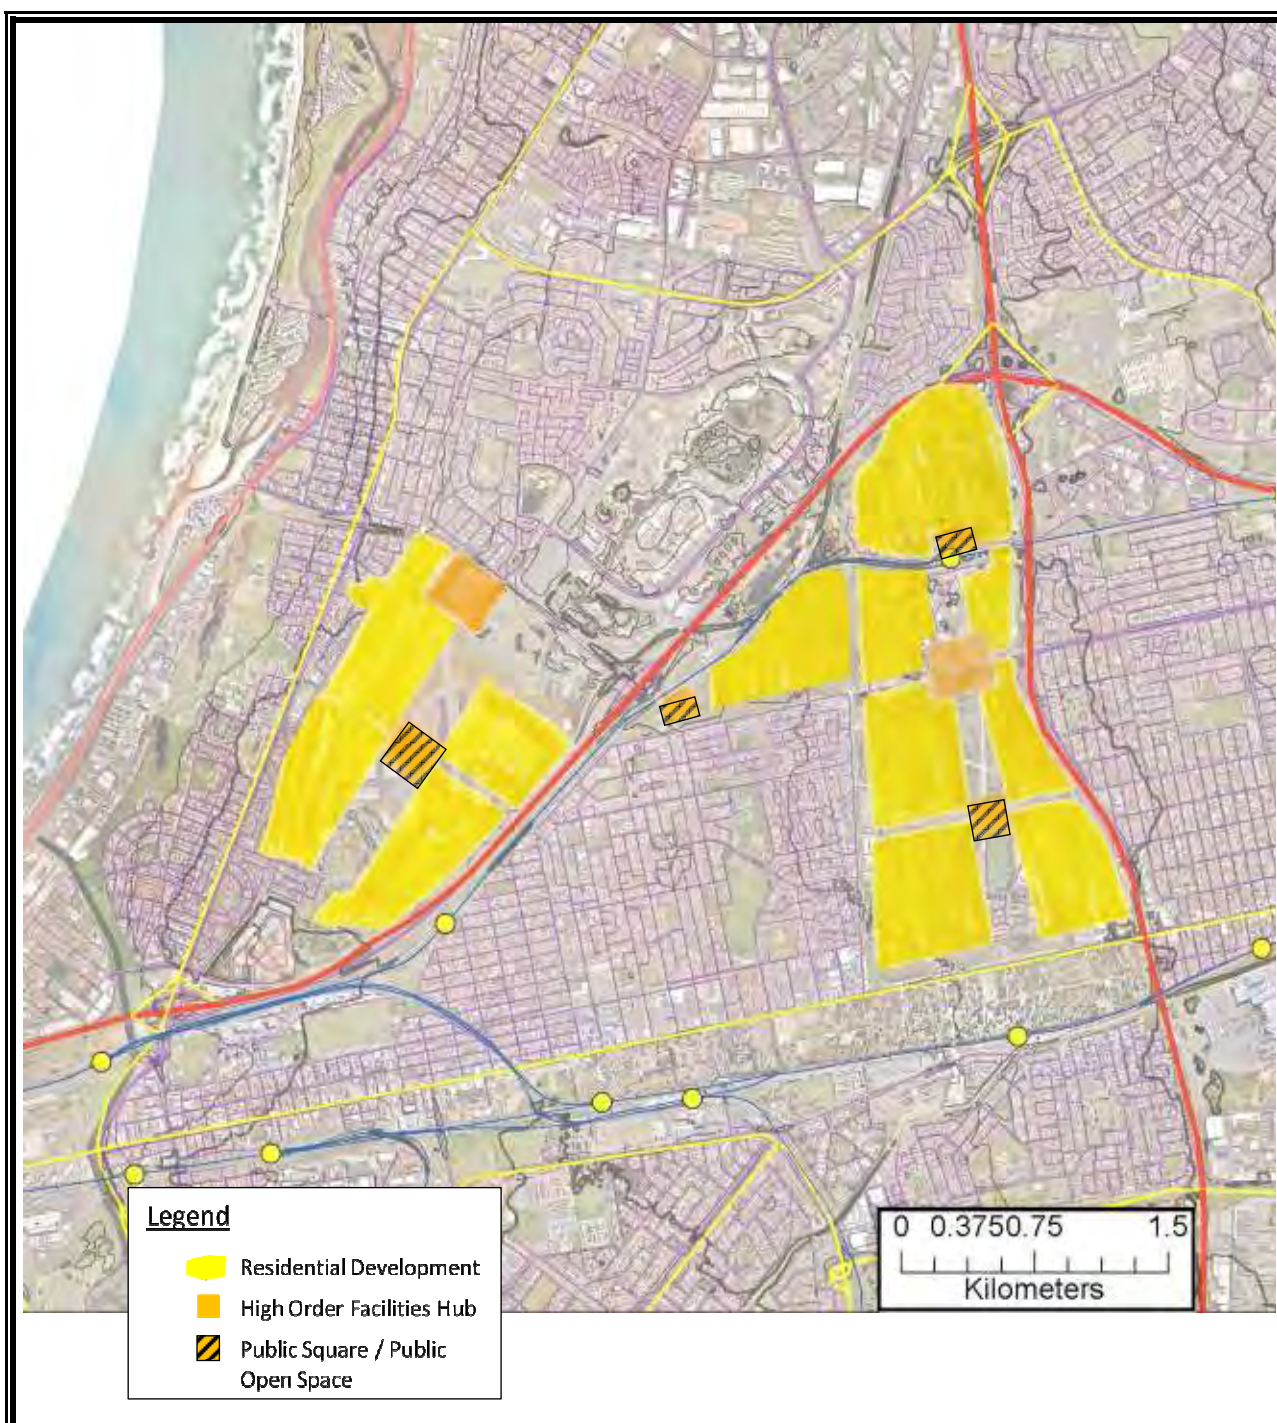 Legend
Residential Development
High Order Facilities Hub
Public Square / Public
Open Space
0 0.3750.75 1.5
Kilometers